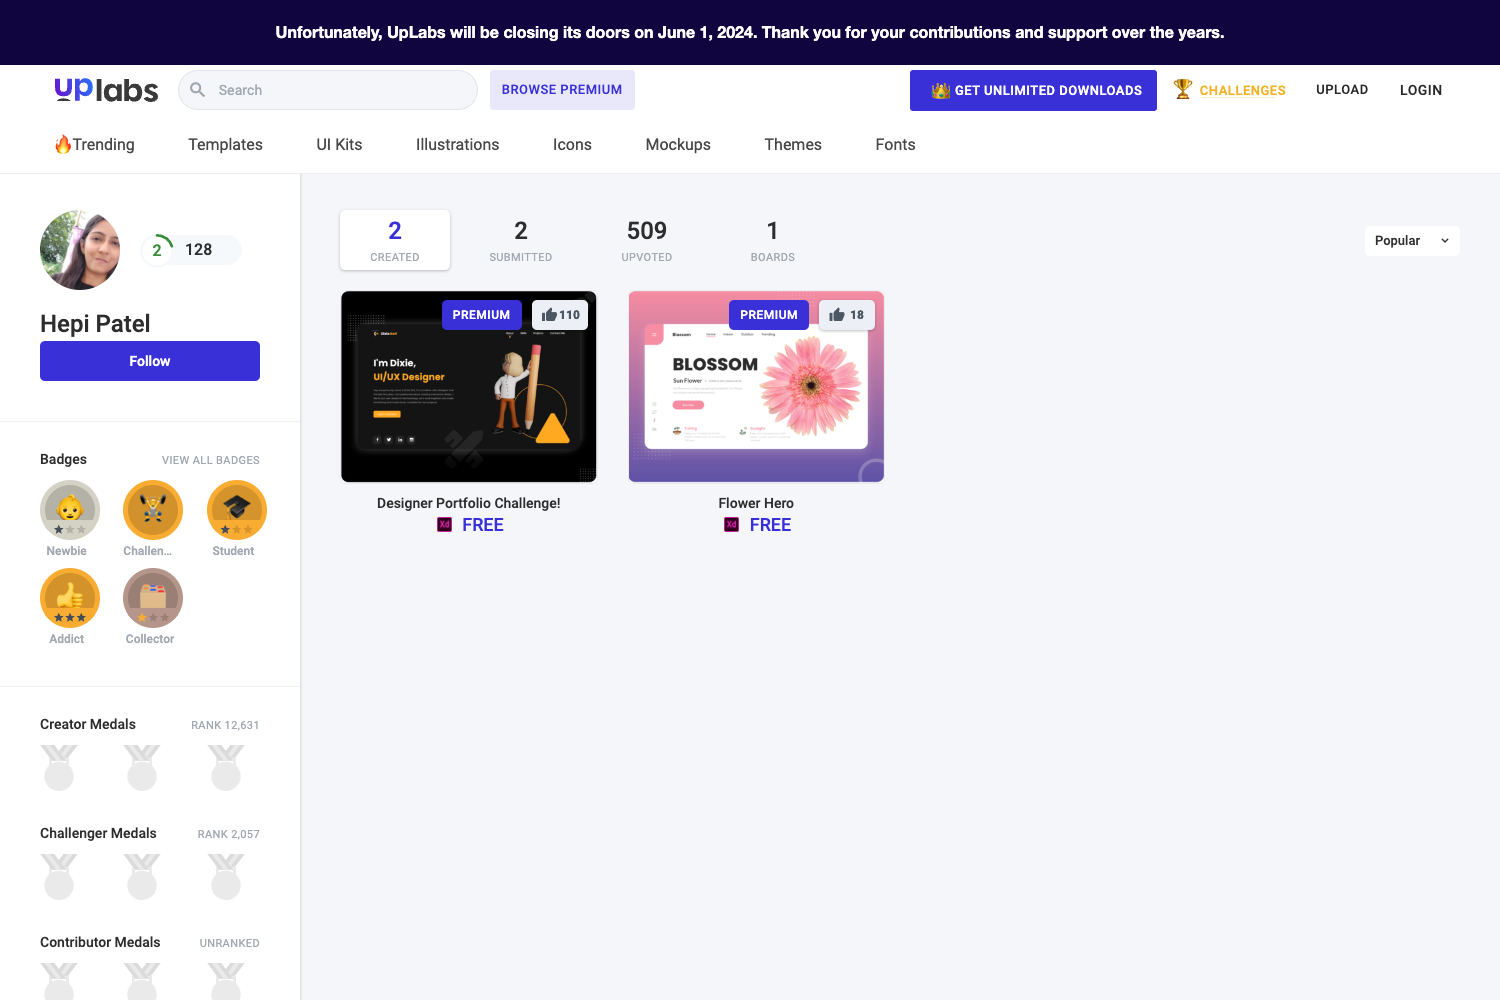 Unfortunately, UpLabs will be closing its doors on June 1, 2024. Thank you for your contributions and support over the years.
uplabs
Search
BROWSE PREMIUM
GET UNLIMITED DOWNLOADS
CHALLENGES
UPLOAD
LOGIN
Trending
Templates
UI Kits
Illustrations
Icons
Mockups
Themes
Fonts
2
128
Hepi Patel
Follow
Badges
VIEW ALL BADGES
Newbie
Challen...
Student
Addict
Collector
Creator Medals
RANK 12,631
Challenger Medals
RANK 2,057
Contributor Medals
UNRANKED
2
CREATED
2
SUBMITTED
509
UPVOTED
1
BOARDS
Popular
PREMIUM
110
I'm Dixie,
UI/UX Designer
Designer Portfolio Challenge!
Xd
FREE
PREMIUM
18
Blossom
BLOSSOM
Sun Flower
Flower Hero
Xd
FREE